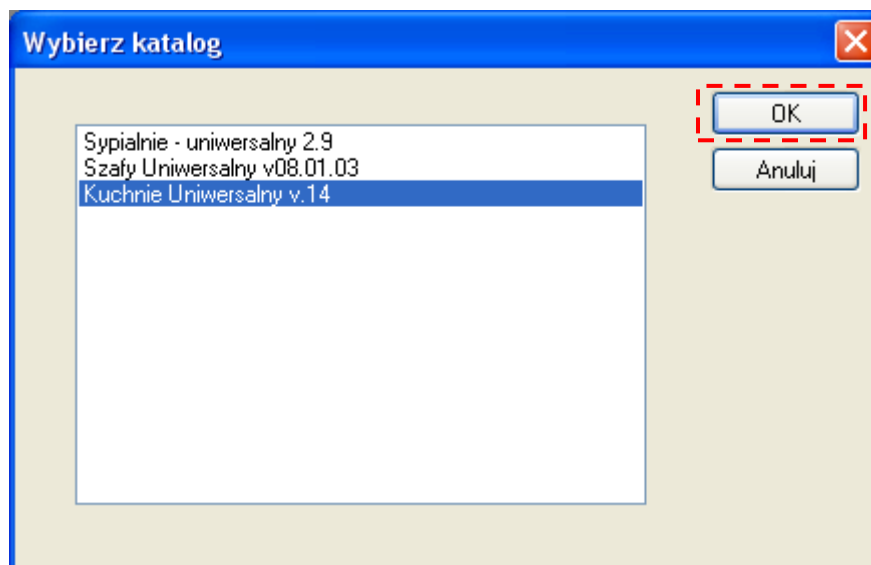 Wybierz katalog
OK
Sypialnie - uniwersalny 2.9
Szafy Uniwersalny v08.01.03
Anuluj
Kuchnie Uniwersalny v.14